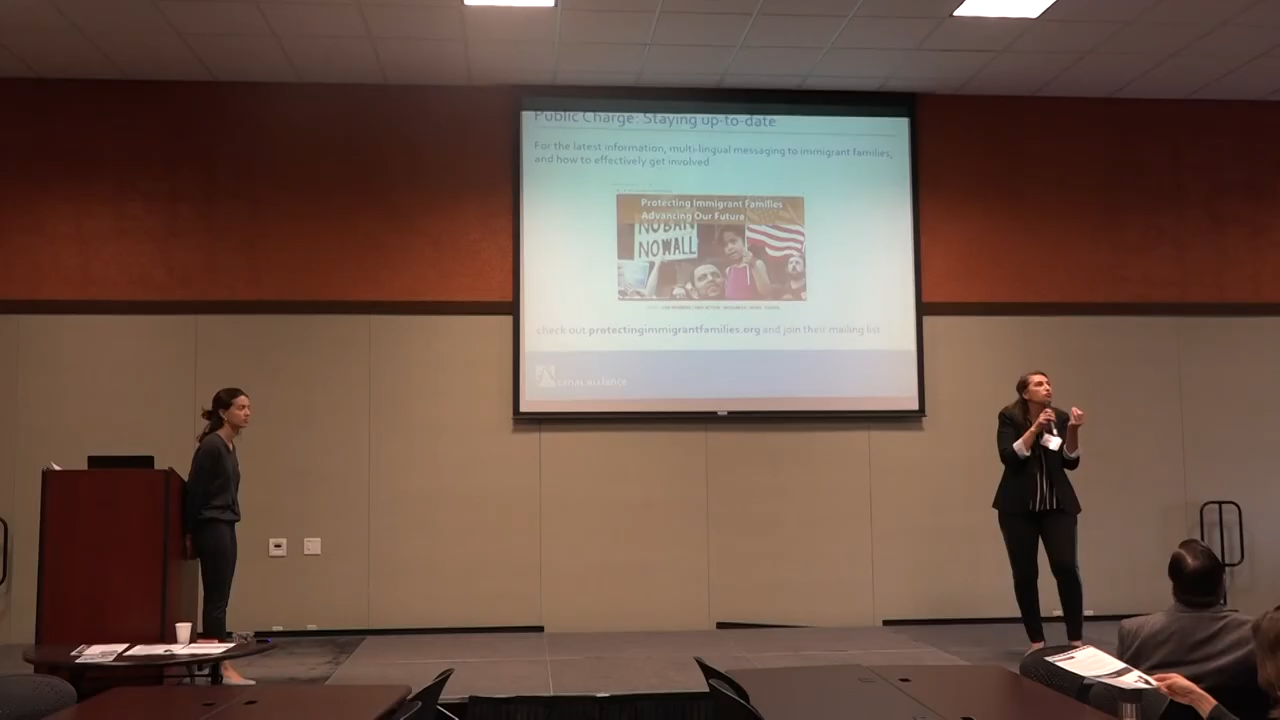 Public Charge: Staying up-to-date
For the latest information, multi-lingual messaging to immigrant families,
and how to effectively get involved
Protecting Immigrant Families
Advancing Our Future
NO BAN
NO WALL
check out protectingimmigrantfamilies.org and join their mailing list
CANAL ALLIANCE